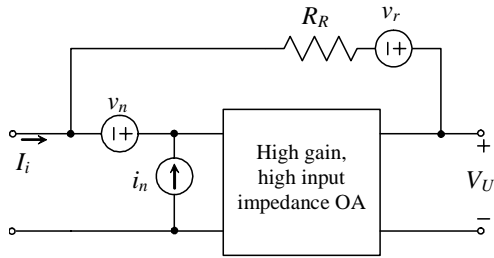 R_R
v_r
v_n
I_i
i_n
High gain,
high input
impedance OA
+
V_U
−